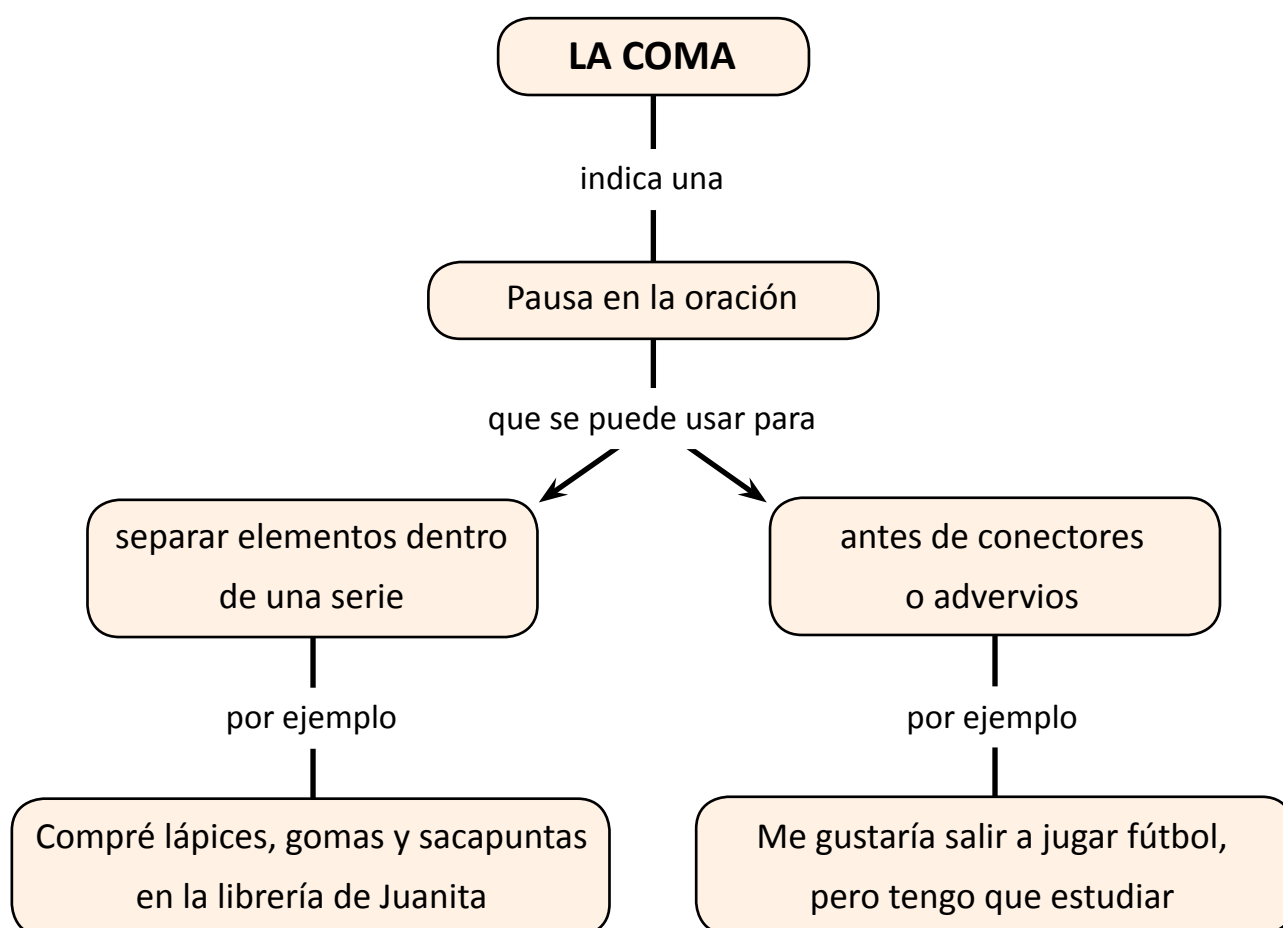 LA COMA
indica una
Pausa en la oración
que se puede usar para
separar elementos dentro
de una serie
por ejemplo
Compré lápices, gomas y sacapuntas
en la librería de Juanita
antes de conectores
o advervios
por ejemplo
Me gustaría salir a jugar fútbol,
pero tengo que estudiar